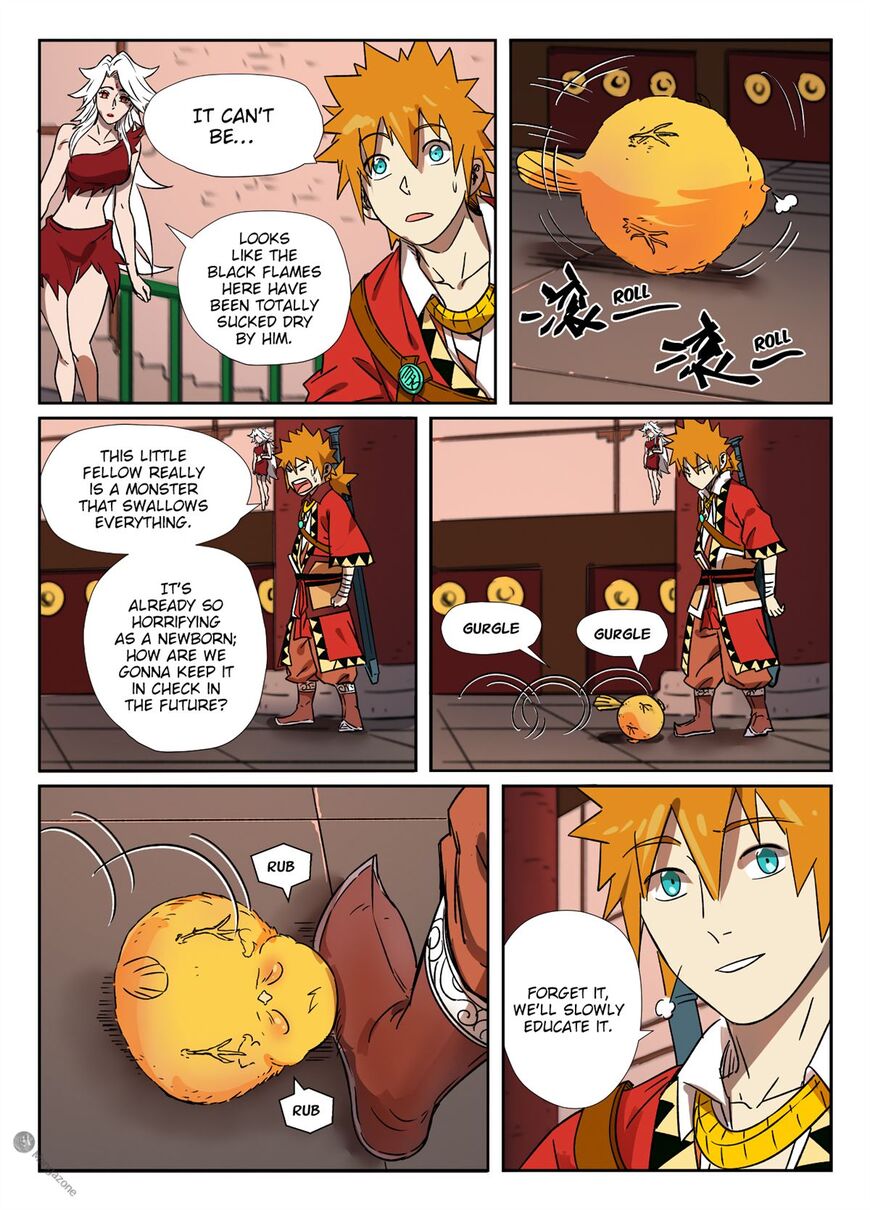 IT CAN'T
BE...
LOOKS
LIKE THE
BLACK FLAMES
HERE HAVE
BEEN TOTALLY
SUCKED DRY
BY HIM.
滚
ROLL
滚
ROLL
THIS LITTLE
FELLOW REALLY
IS A MONSTER
THAT SWALLOWS
EVERYTHING.
IT'S
ALREADY SO
HORRIFYING
AS A NEWBORN;
HOW ARE WE
GONNA KEEP IT
IN CHECK IN
THE FUTURE?
GURGLE
GURGLE
RUB
RUB
FORGET IT,
WE'LL SLOWLY
EDUCATE IT.